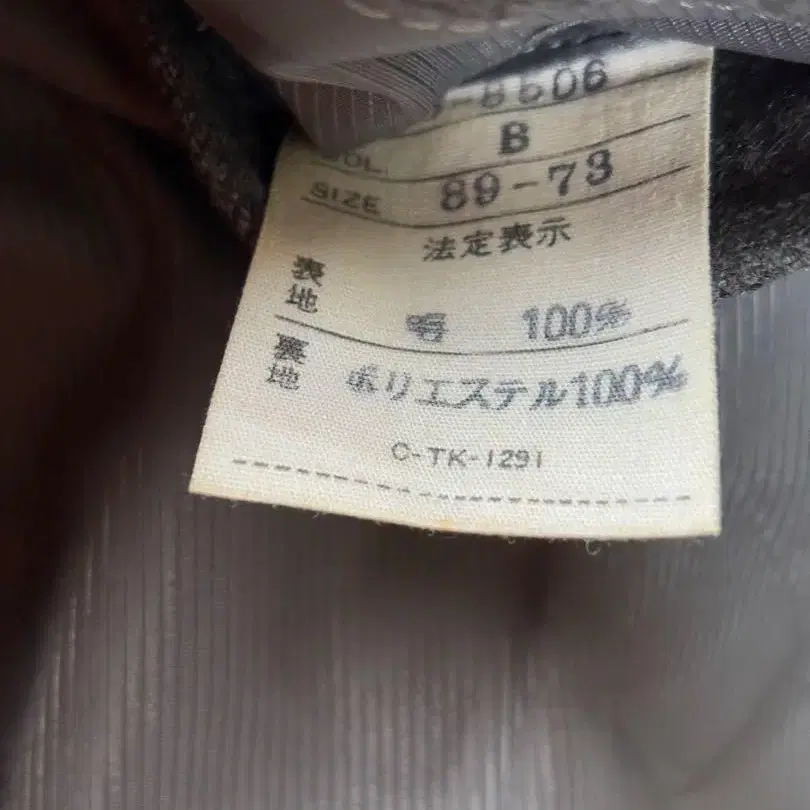 -8506
B
SIZE 89-73
法定表示
表地 毛 100%
裏地 ポリエステル100%
C-TK-1291